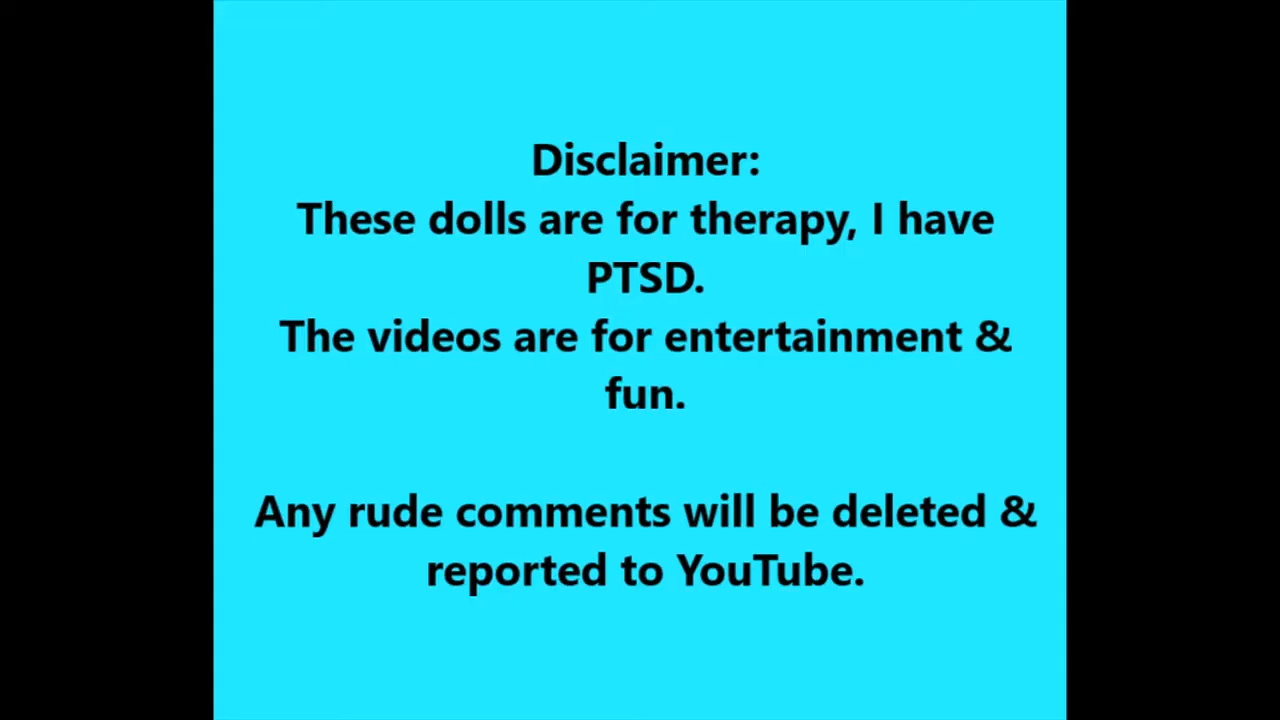 Disclaimer:
These dolls are for therapy, I have
PTSD.
The videos are for entertainment &
fun.
Any rude comments will be deleted &
reported to YouTube.